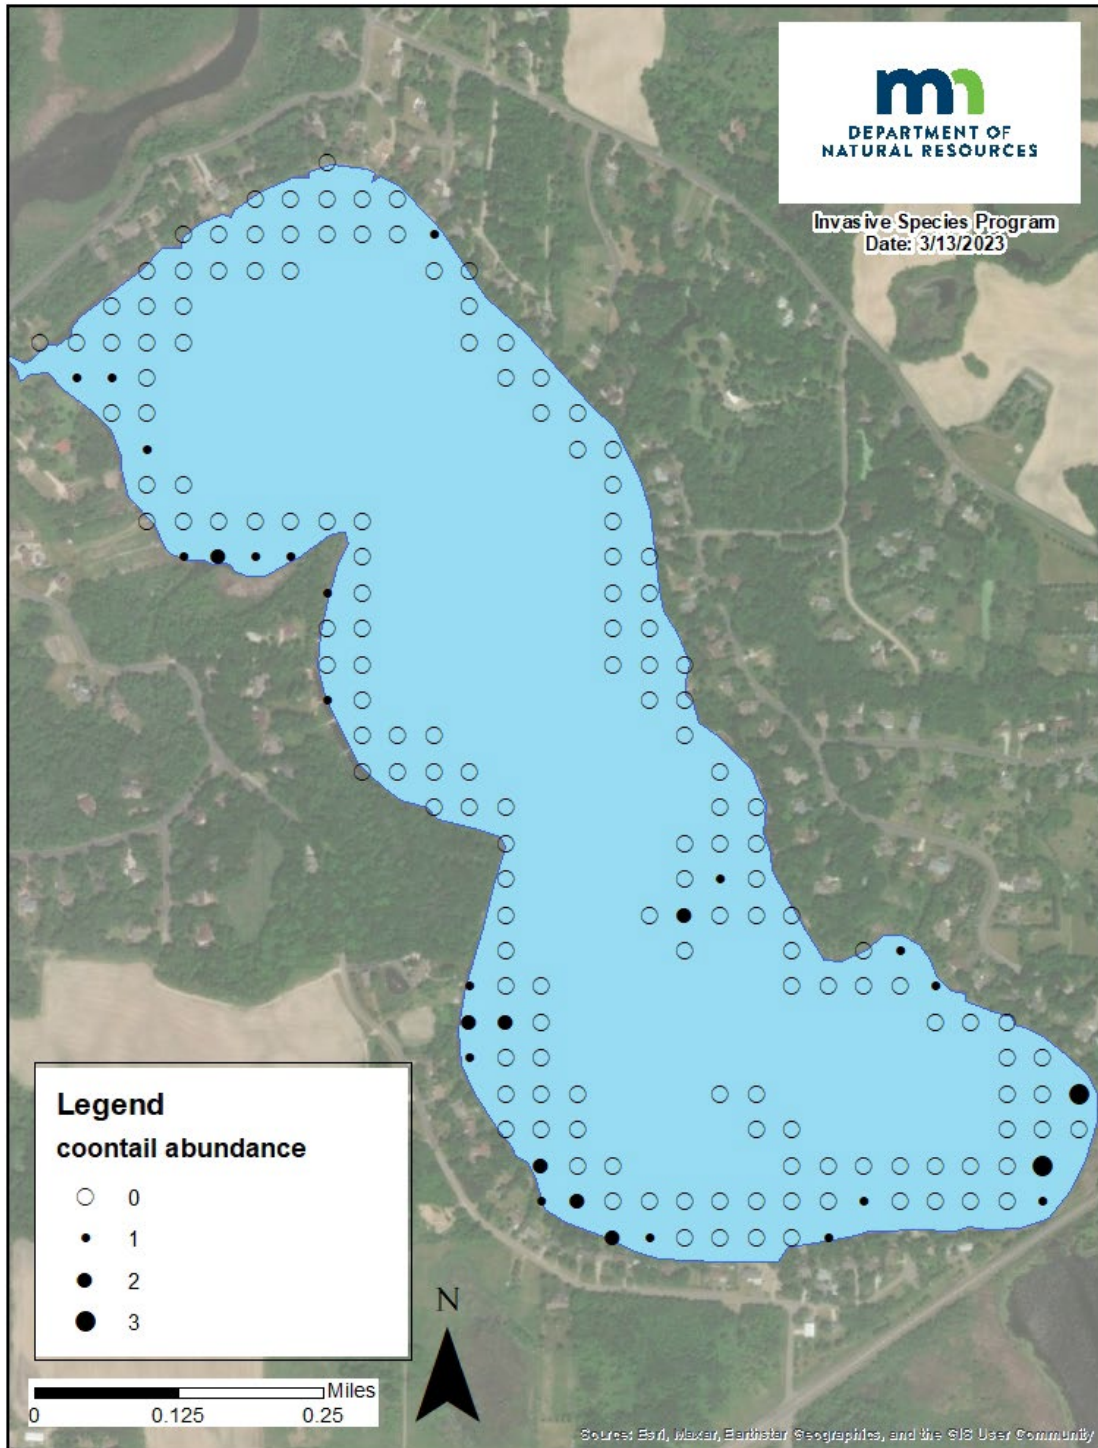 mn
DEPARTMENT OF
NATURAL RESOURCES
Invasive Species Program
Date: 3/13/2023
Legend
coontail abundance
0
1
2
3
N
Miles
0 0.125 0.25
Source: Esri, Maxar, Earthstar Geographics, and the GIS User Community